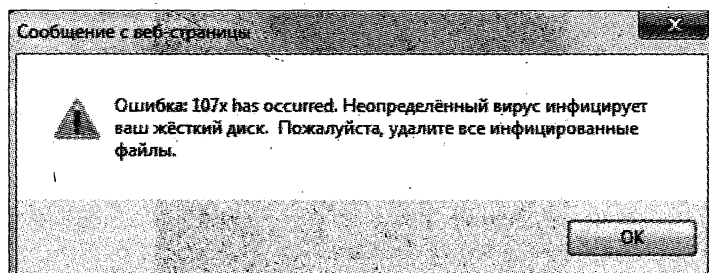 Сообщение с веб-страницы
Ошибка: 107x has occurred. Неопределённый вирус инфицирует
ваш жёсткий диск. Пожалуйста, удалите все инфицированные
файлы.
OK